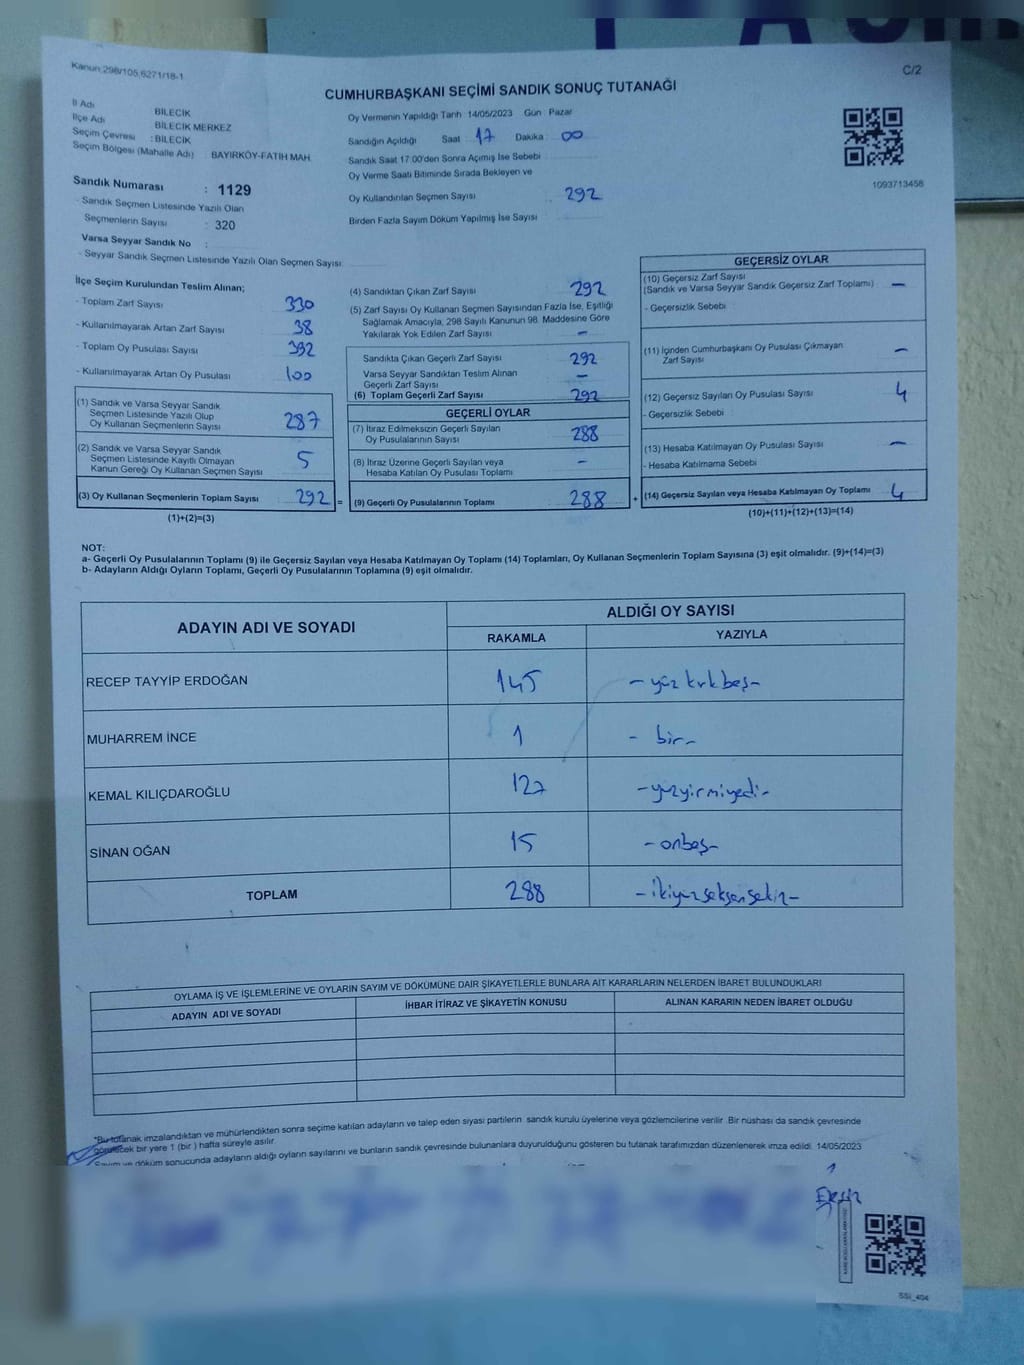 Kanun:298/105,6271/18-1
C/2
CUMHURBAŞKANI SEÇİMİ SANDIK SONUÇ TUTANAĞI
İl Adı BİLECİK
İlçe Adı BİLECİK MERKEZ
Seçim Çevresi : BİLECİK
Seçim Bölgesi (Mahalle Adı) BAYIRKÖY-FATIH MAH.
Sandık Numarası : 1129
- Sandık Seçmen Listesinde Yazılı Olan
Seçmenlerin Sayısı : 320
Varsa Seyyar Sandık No :
- Seyyar Sandık Seçmen Listesinde Yazılı Olan Seçmen Sayısı
Oy Vermenin Yapıldığı Tarih 14/05/2023 Gün : Pazar
Sandığın Açıldığı Saat 17 Dakika 00
Sandık Saat 17:00'den Sonra Açımış İse Sebebi
Oy Verme Saati Bitiminde Sırada Bekleyen ve
Oy Kullandırılan Seçmen Sayısı 292
Birden Fazla Sayım Döküm Yapılmış İse Sayısı
1093713458
İlçe Seçim Kurulundan Teslim Alınan;
- Toplam Zarf Sayısı 330
- Kullanılmayarak Artan Zarf Sayısı 38
- Toplam Oy Pusulası Sayısı 392
- Kullanılmayarak Artan Oy Pusulası 100
(1) Sandık ve Varsa Seyyar Sandık
Seçmen Listesinde Yazılı Olup
Oy Kullanan Seçmenlerin Sayısı 287
(2) Sandık ve Varsa Seyyar Sandık
Seçmen Listesinde Kayıtlı Olmayan
Kanun Gereği Oy Kullanan Seçmen Sayısı 5
(3) Oy Kullanan Seçmenlerin Toplam Sayısı 292 =
(1)+(2)=(3)
(4) Sandıktan Çıkan Zarf Sayısı 292
(5) Zarf Sayısı Oy Kullanan Seçmen Sayısından Fazla İse, Eşitliği
Sağlamak Amacıyla, 298 Sayılı Kanunun 98. Maddesine Göre
Yakılarak Yok Edilen Zarf Sayısı –
Sandıkta Çıkan Geçerli Zarf Sayısı 292
Varsa Seyyar Sandıktan Teslim Alınan
Geçerli Zarf Sayısı –
(6) Toplam Geçerli Zarf Sayısı 292
GEÇERLİ OYLAR
(7) İtiraz Edilmeksizin Geçerli Sayılan
Oy Pusulalarının Sayısı 288
(8) İtiraz Üzerine Geçerli Sayılan veya
Hesaba Katılan Oy Pusulası Toplamı –
(9) Geçerli Oy Pusulalarının Toplamı 288 +
GEÇERSİZ OYLAR
(10) Geçersiz Zarf Sayısı
(Sandık ve Varsa Seyyar Sandık Geçersiz Zarf Toplamı) –
- Geçersizlik Sebebi
(11) İçinden Cumhurbaşkanı Oy Pusulası Çıkmayan
Zarf Sayısı –
(12) Geçersiz Sayılan Oy Pusulası Sayısı 4
- Geçersizlik Sebebi
(13) Hesaba Katılmayan Oy Pusulası Sayısı –
- Hesaba Katılmama Sebebi
(14) Geçersiz Sayılan veya Hesaba Katılmayan Oy Toplamı 4
(10)+(11)+(12)+(13)=(14)
NOT:
a- Geçerli Oy Pusulalarının Toplamı (9) ile Geçersiz Sayılan veya Hesaba Katılmayan Oy Toplamı (14) Toplamları, Oy Kullanan Seçmenlerin Toplam Sayısına (3) eşit olmalıdır. (9)+(14)=(3)
b- Adayların Aldığı Oyların Toplamı, Geçerli Oy Pusulalarının Toplamına (9) eşit olmalıdır.
ADAYIN ADI VE SOYADI ALDIĞI OY SAYISI
RAKAMLA YAZIYLA
RECEP TAYYİP ERDOĞAN 145 – yüz kırk beş –
MUHARREM İNCE 1 – bir –
KEMAL KILIÇDAROĞLU 127 – yüzyirmiyedi –
SİNAN OĞAN 15 – onbeş –
TOPLAM 288 – ikiyüzseksensekiz –
OYLAMA İŞ VE İŞLEMLERİNE VE OYLARIN SAYIM VE DÖKÜMÜNE DAİR ŞİKAYETLERLE BUNLARA AİT KARARLARIN NELERDEN İBARET BULUNDUKLARI
ADAYIN ADI VE SOYADI İHBAR İTİRAZ VE ŞİKAYETİN KONUSU ALINAN KARARIN NEDEN İBARET OLDUĞU
*Bu tutanak imzalandıktan ve mühürlendikten sonra seçime katılan adayların ve talep eden siyasi partilerin sandık kurulu üyelerine veya gözlemcilerine verilir. Bir nüshası da sandık çevresinde
görülecek bir yere 1 (bir ) hafta süreyle asılır.
Sayım ve döküm sonucunda adayların aldığı oyların sayılarını ve bunların sandık çevresinde bulunanlara duyurulduğunu gösteren bu tutanak tarafımızdan düzenlenerek imza edildi. 14/05/2023
SSI_404